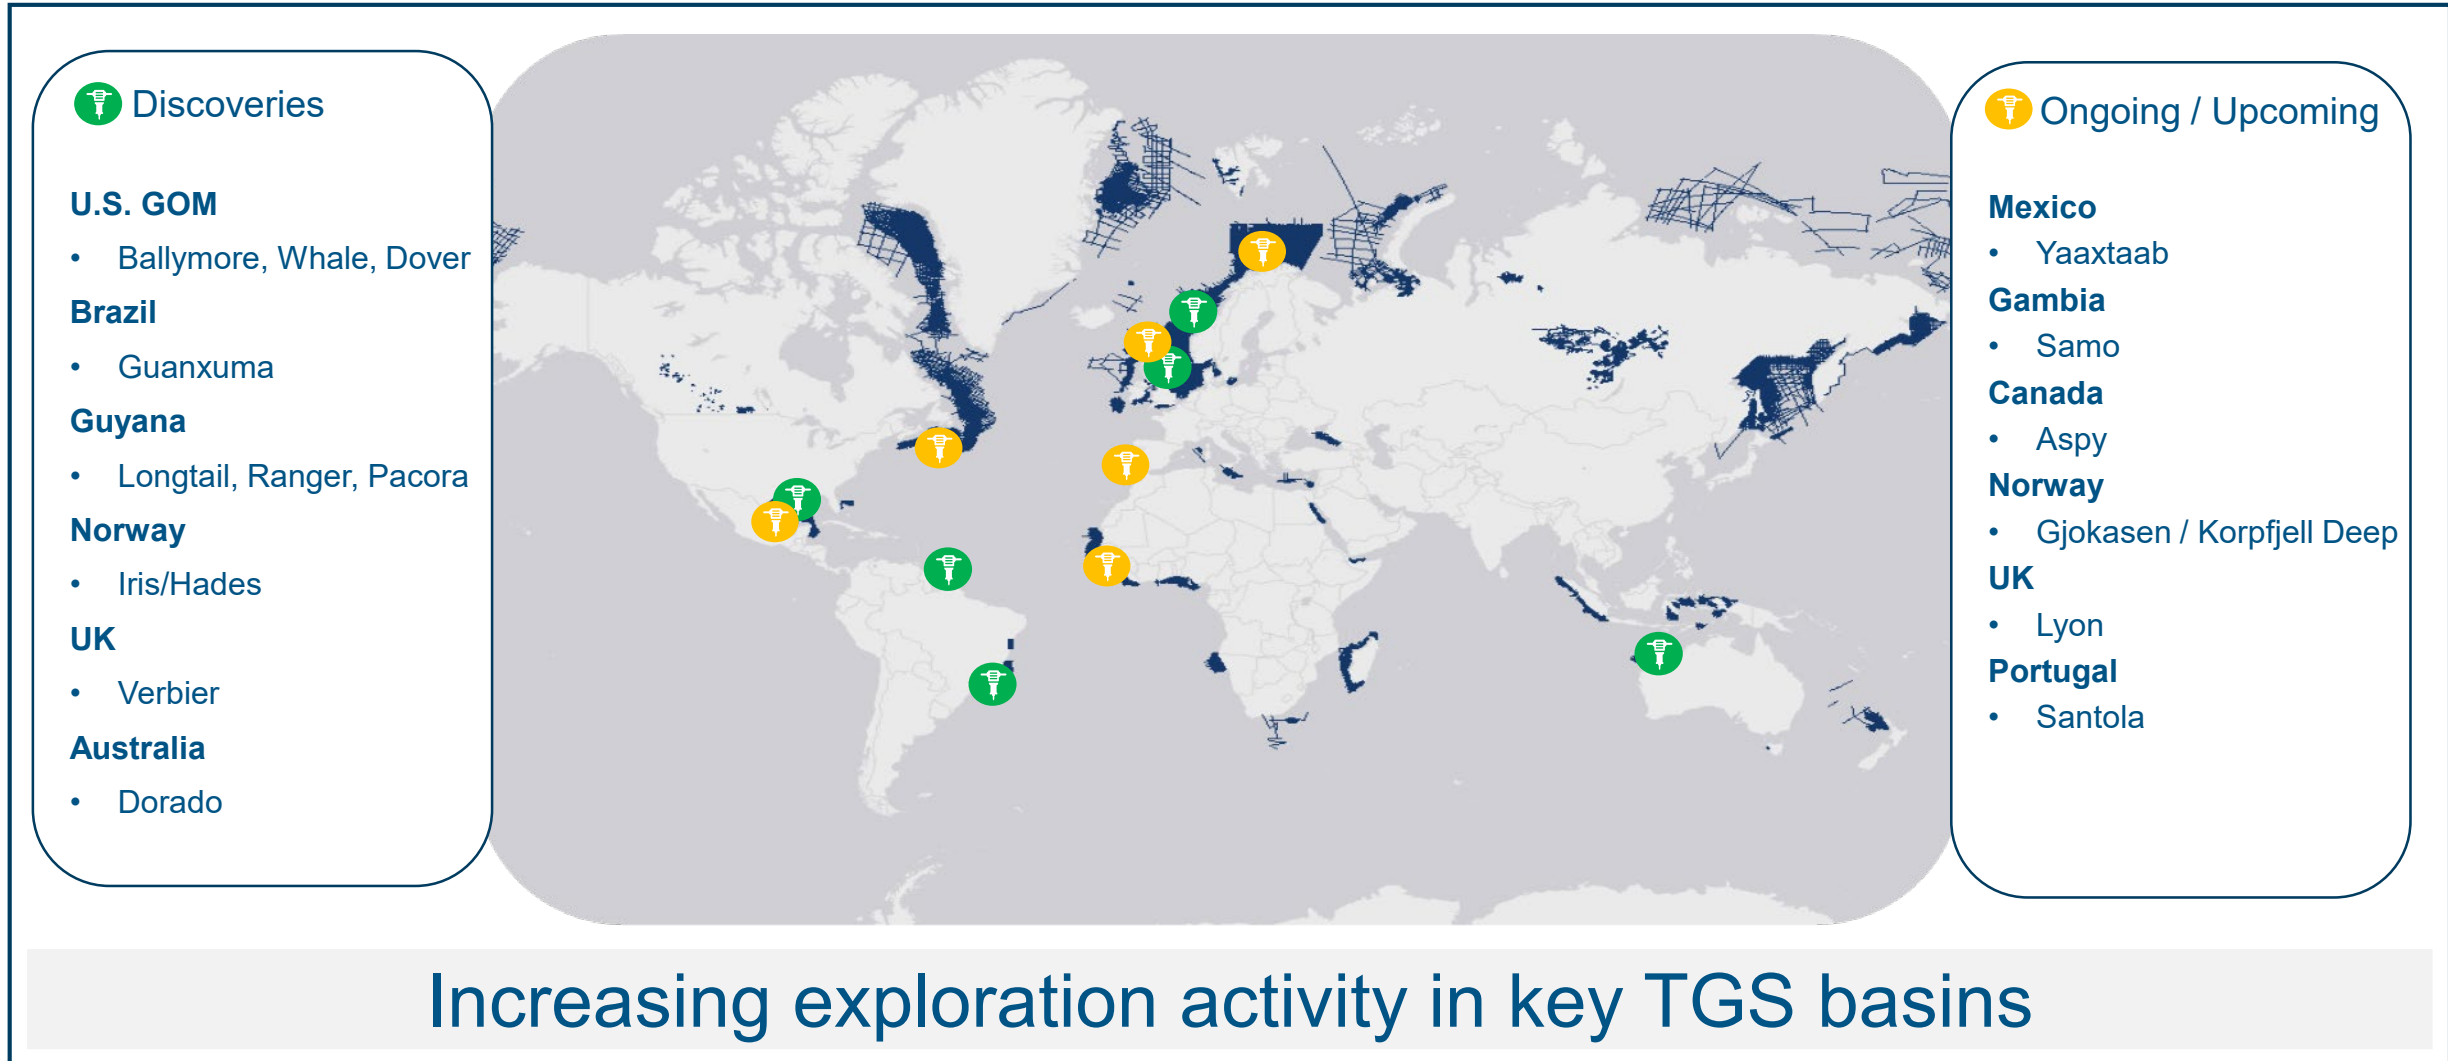 Discoveries
U.S. GOM
• Ballymore, Whale, Dover
Brazil
• Guanxuma
Guyana
• Longtail, Ranger, Pacora
Norway
• Iris/Hades
UK
• Verbier
Australia
• Dorado
Ongoing / Upcoming
Mexico
• Yaaxtaab
Gambia
• Samo
Canada
• Aspy
Norway
• Gjokasen / Korpfjell Deep
UK
• Lyon
Portugal
• Santola
Increasing exploration activity in key TGS basins